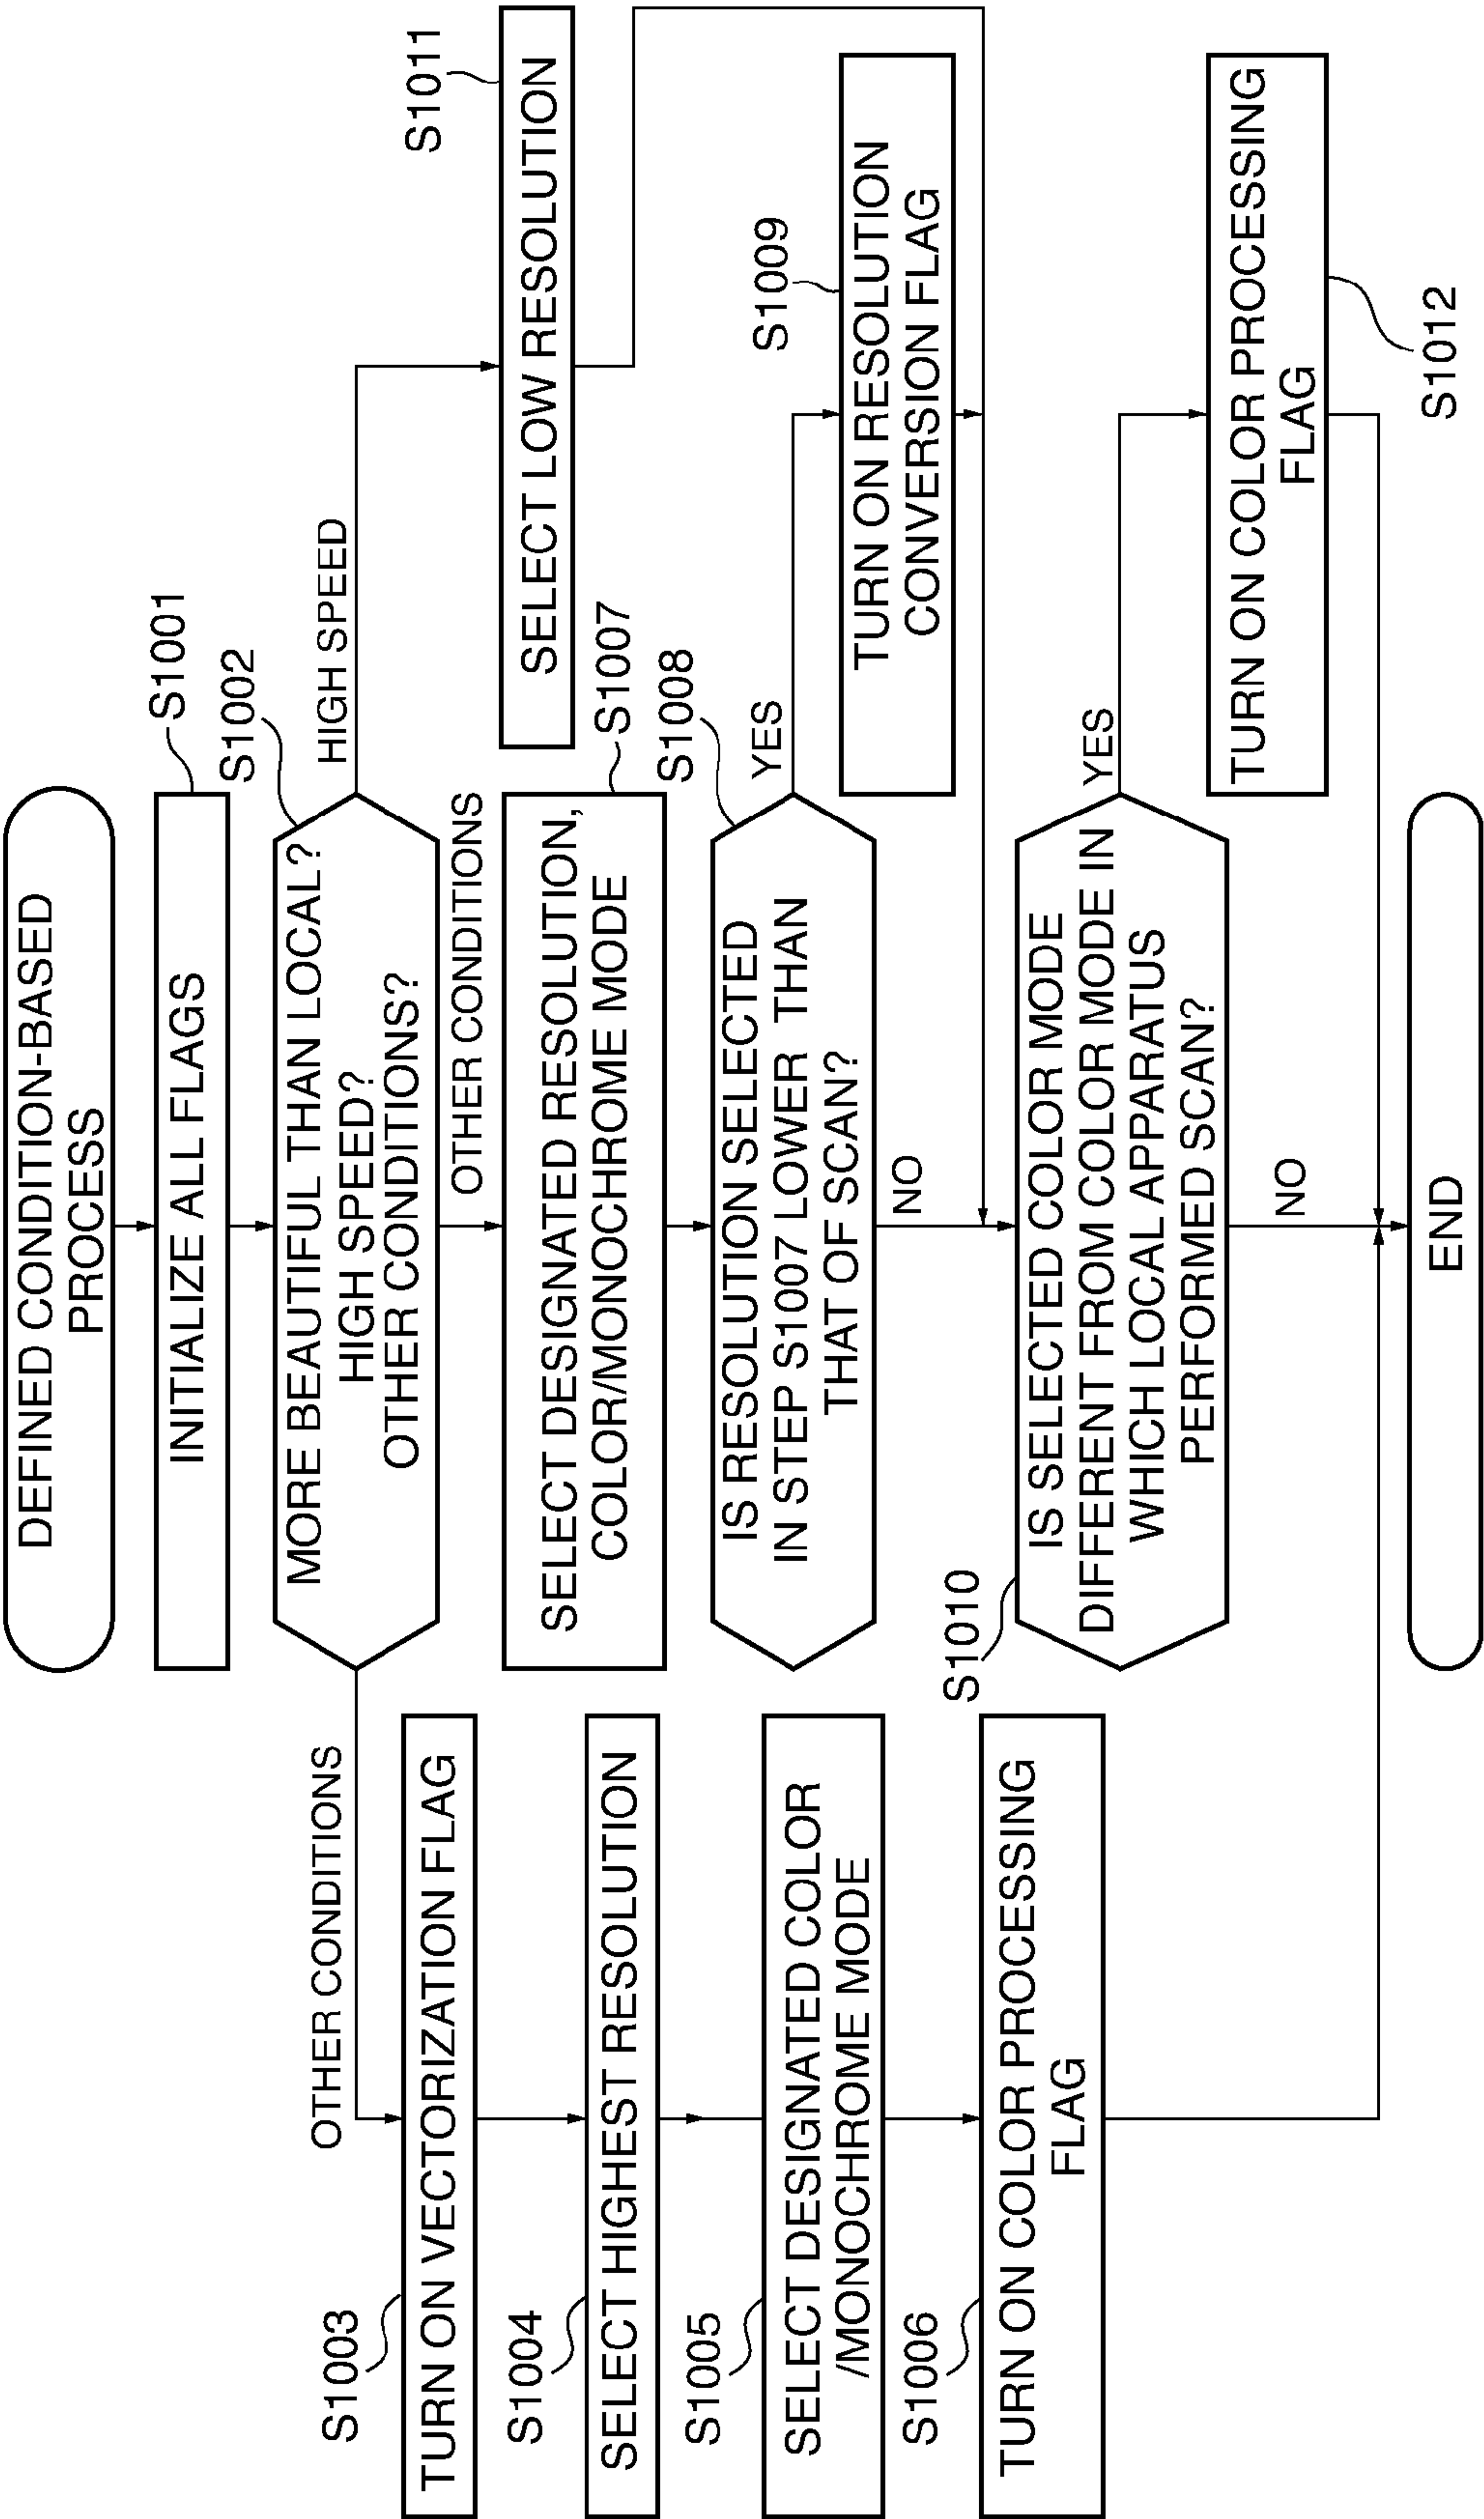 DEFINED CONDITION-BASED
PROCESS
S1001
INITIALIZE ALL FLAGS
S1002
MORE BEAUTIFUL THAN LOCAL?
HIGH SPEED?
OTHER CONDITIONS?
OTHER CONDITIONS
HIGH SPEED
OTHER CONDITIONS
S1003
TURN ON VECTORIZATION FLAG
S1004
SELECT HIGHEST RESOLUTION
S1005
SELECT DESIGNATED COLOR
/MONOCHROME MODE
S1006
TURN ON COLOR PROCESSING
FLAG
S1007
SELECT DESIGNATED RESOLUTION,
COLOR/MONOCHROME MODE
S1008
IS RESOLUTION SELECTED
IN STEP S1007 LOWER THAN
THAT OF SCAN?
YES
NO
S1011
SELECT LOW RESOLUTION
S1009
TURN ON RESOLUTION
CONVERSION FLAG
S1010
IS SELECTED COLOR MODE
DIFFERENT FROM COLOR MODE IN
WHICH LOCAL APPARATUS
PERFORMED SCAN?
YES
NO
TURN ON COLOR PROCESSING
FLAG
S1012
END